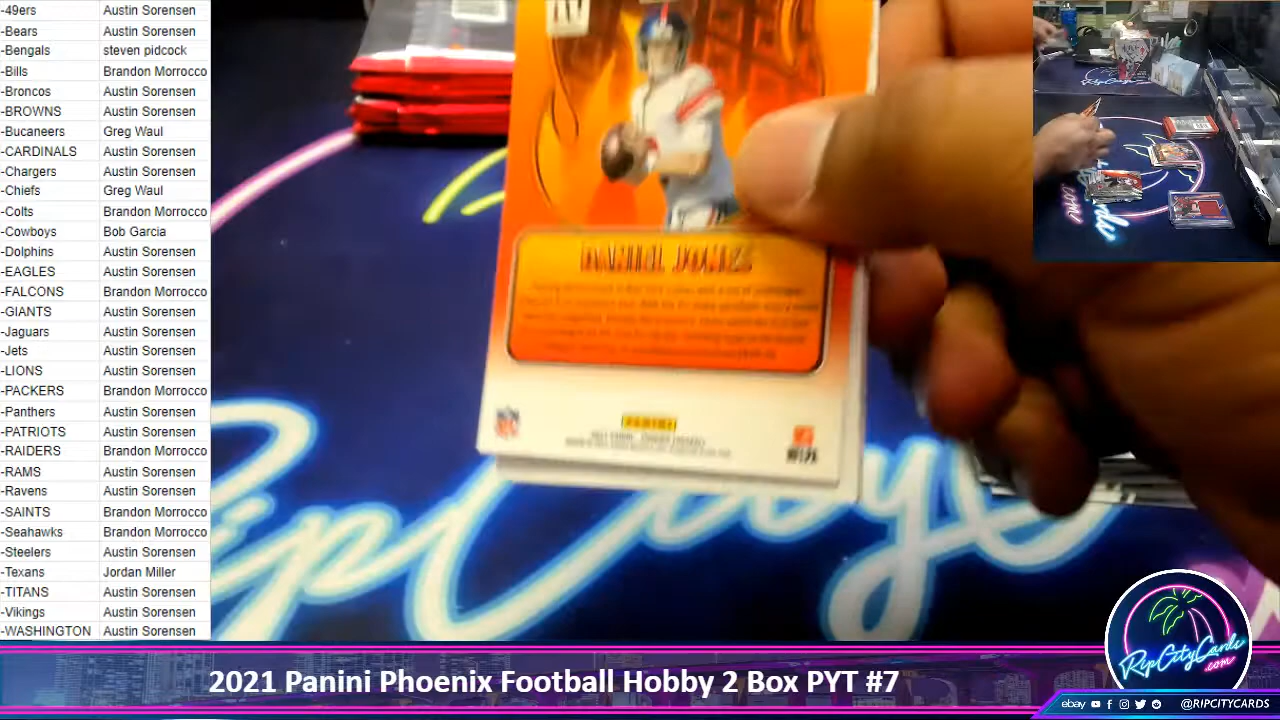 -49ers Austin Sorensen
-Bears Austin Sorensen
-Bengals steven pidcock
-Bills Brandon Morrocco
-Broncos Austin Sorensen
-BROWNS Austin Sorensen
-Bucaneers Greg Waul
-CARDINALS Austin Sorensen
-Chargers Austin Sorensen
-Chiefs Greg Waul
-Colts Brandon Morrocco
-Cowboys Bob Garcia
-Dolphins Austin Sorensen
-EAGLES Austin Sorensen
-FALCONS Brandon Morrocco
-GIANTS Austin Sorensen
-Jaguars Austin Sorensen
-Jets Austin Sorensen
-LIONS Austin Sorensen
-PACKERS Brandon Morrocco
-Panthers Austin Sorensen
-PATRIOTS Austin Sorensen
-RAIDERS Brandon Morrocco
-RAMS Austin Sorensen
-Ravens Austin Sorensen
-SAINTS Brandon Morrocco
-Seahawks Brandon Morrocco
-Steelers Austin Sorensen
-Texans Jordan Miller
-TITANS Austin Sorensen
-Vikings Austin Sorensen
-WASHINGTON Austin Sorensen
DANIEL JONES
PANINI
NFL
RipCitys
RipCityCards
.com
2021 Panini Phoenix Football Hobby 2 Box PYT #7
ebay @RIPCITYCARDS